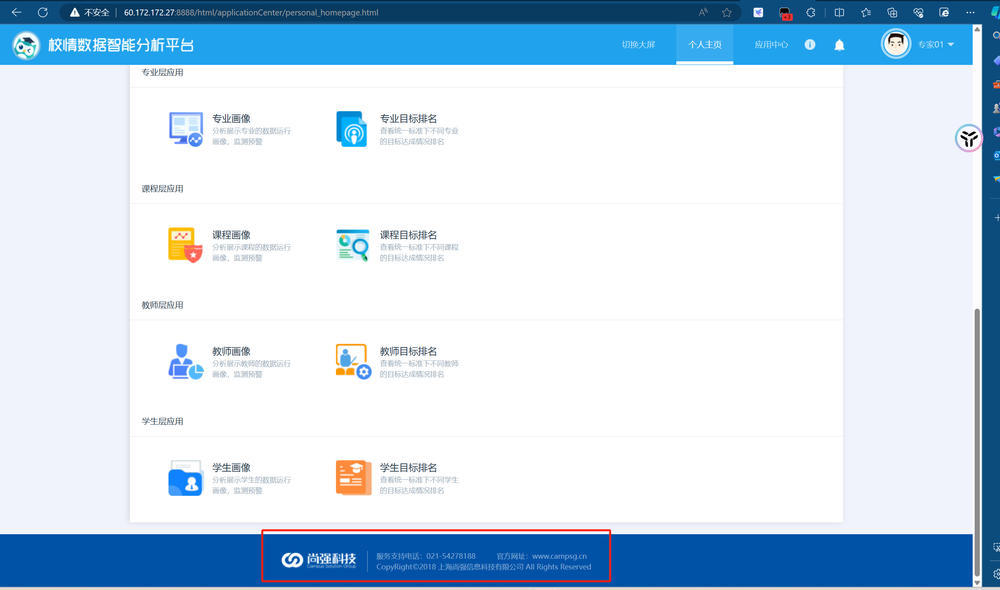 不安全 60.172.172.27:8888/html/applicationCenter/personal_homepage.html
+3
校情数据智能分析平台
切换大屏
个人主页
应用中心
专家01
专业层应用
专业画像
分析展示专业的数据运行
画像，监测预警
专业目标排名
查看统一标准下不同专业
的目标达成情况排名
课程层应用
课程画像
分析展示课程的数据运行
画像，监测预警
课程目标排名
查看统一标准下不同课程
的目标达成情况排名
教师层应用
教师画像
分析展示教师的数据运行
画像，监测预警
教师目标排名
查看统一标准下不同教师
的目标达成情况排名
学生层应用
学生画像
分析展示学生的数据运行
画像，监测预警
学生目标排名
查看统一标准下不同学生
的目标达成情况排名
尚强科技
Campus Solution Group
服务支持电话：021-54278188 官方网址：www.campsg.cn
CopyRight©2018 上海尚强信息科技有限公司 All Rights Reserved